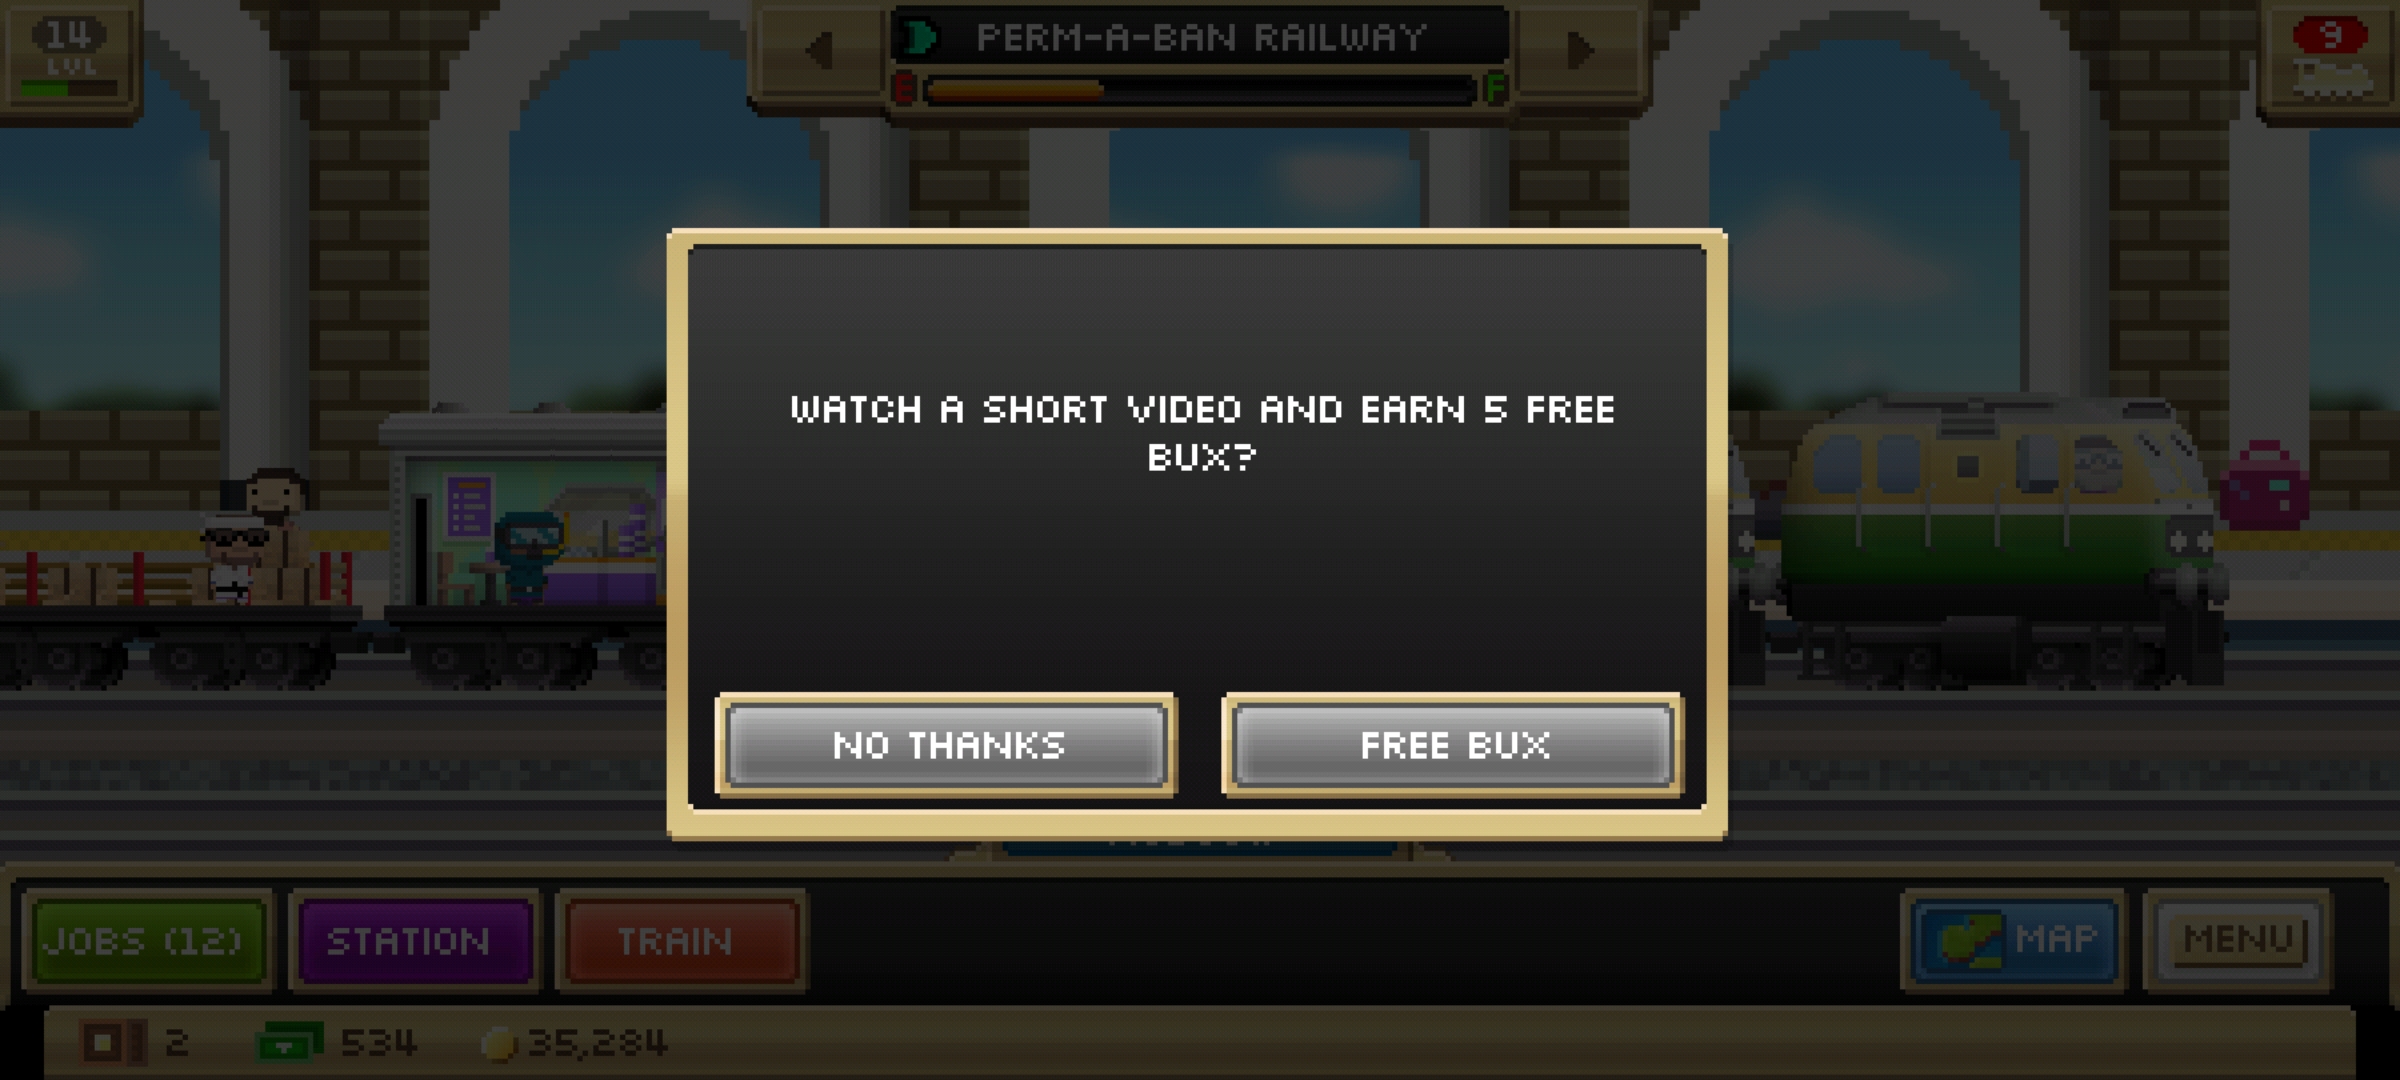 14
LVL
PERM-A-BAN RAILWAY
E F
9
WATCH A SHORT VIDEO AND EARN 5 FREE
BUX?
NO THANKS
FREE BUX
JOBS (12)
STATION
TRAIN
MAP
MENU
2
534
35,284